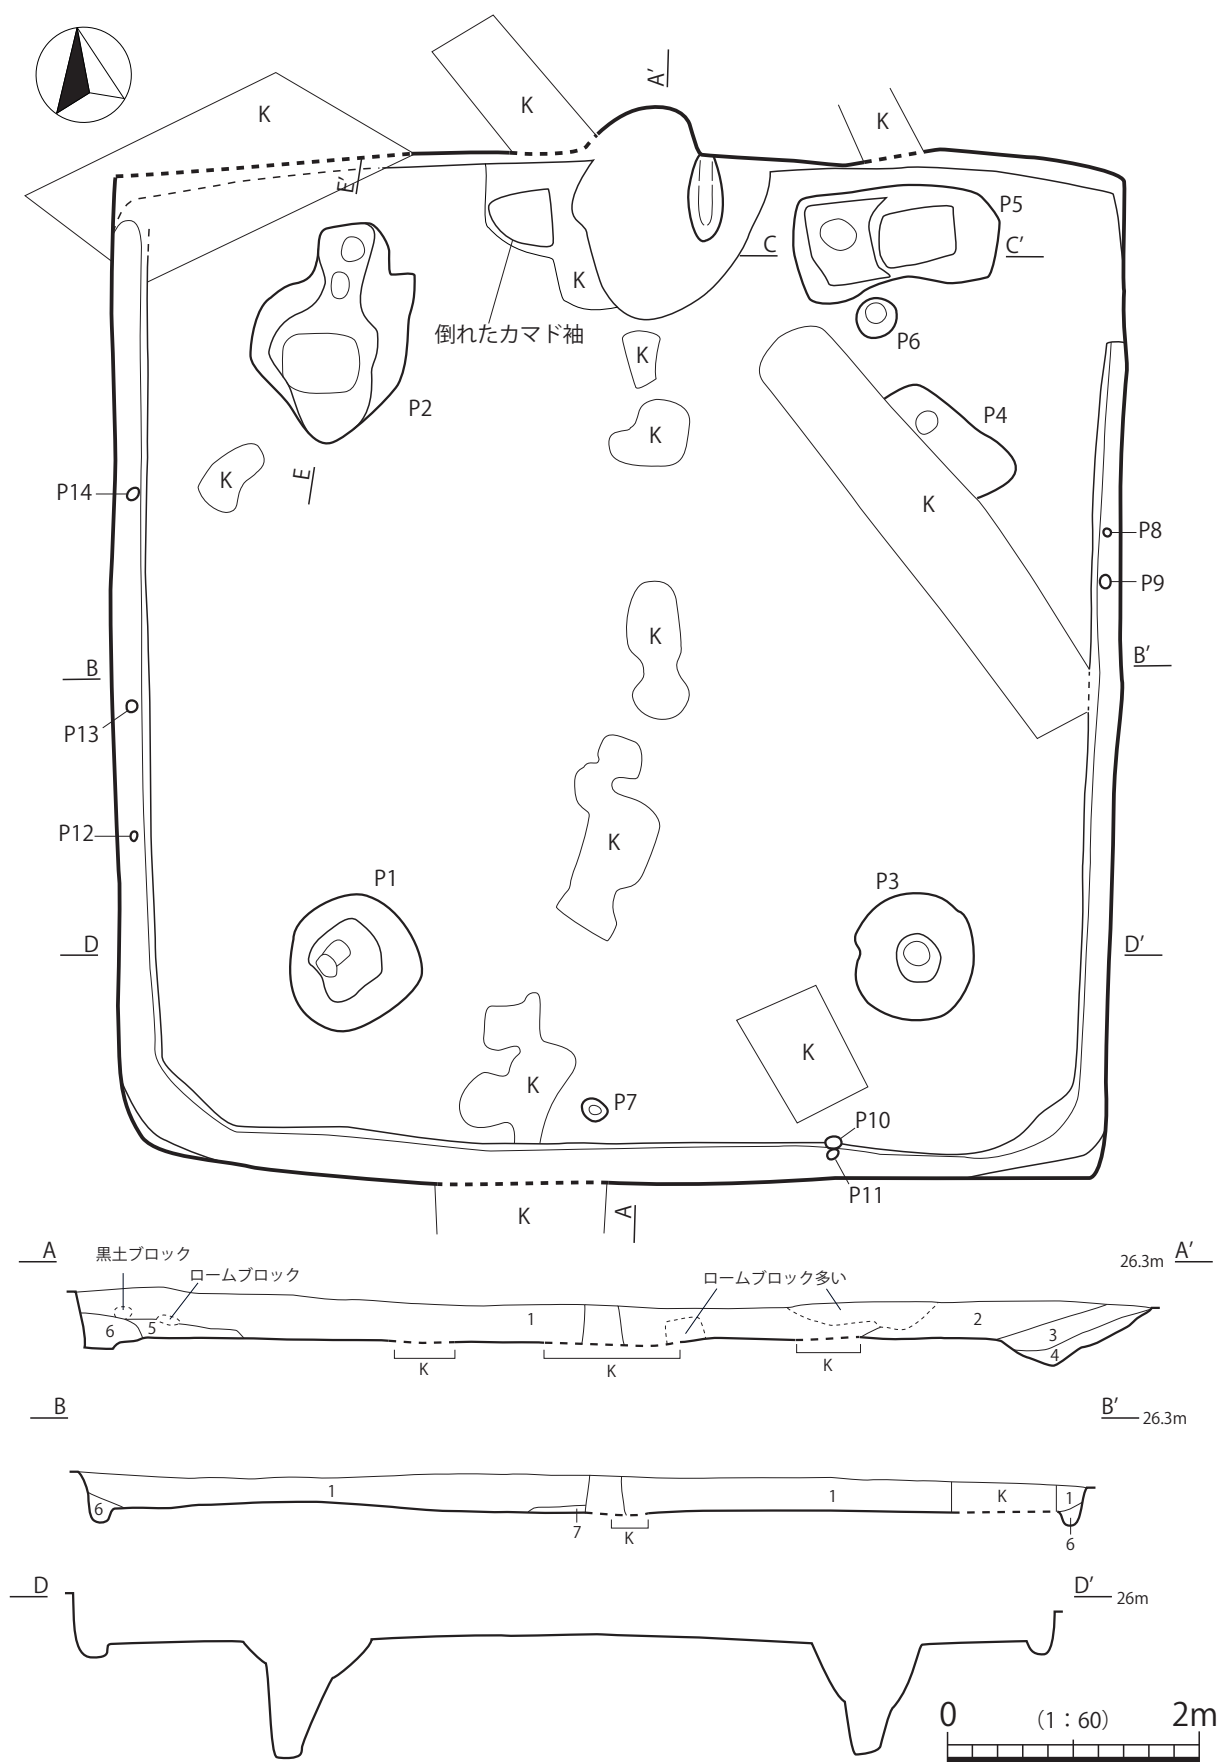 K
K
A’
K
E’
P5
C
C’
K
倒れたカマド袖
P6
K
P2
P4
K
K
E
K
P14
P8
P9
K
B
B’
P13
P12
K
P1
P3
D
D’
K
K
P7
P10
P11
K
A
A
黒土ブロック
ロームブロック
ロームブロック多い
26.3m
A’
6
5
1
2
3
4
K
K
K
B
B’
26.3m
6
1
7
K
1
K
1
6
D
D’
26m
0
(1：60)
2m